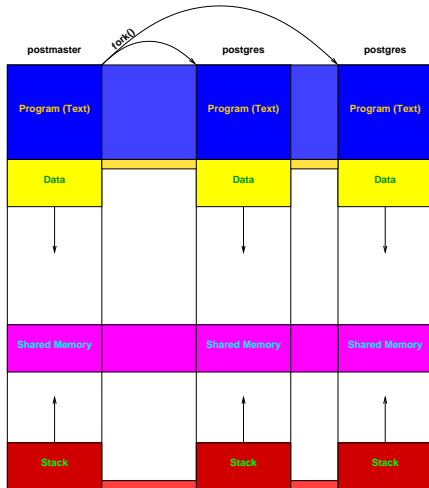 postmaster
fork()
postgres
postgres
Program (Text)
Program (Text)
Program (Text)
Data
Data
Data
Shared Memory
Shared Memory
Shared Memory
Stack
Stack
Stack